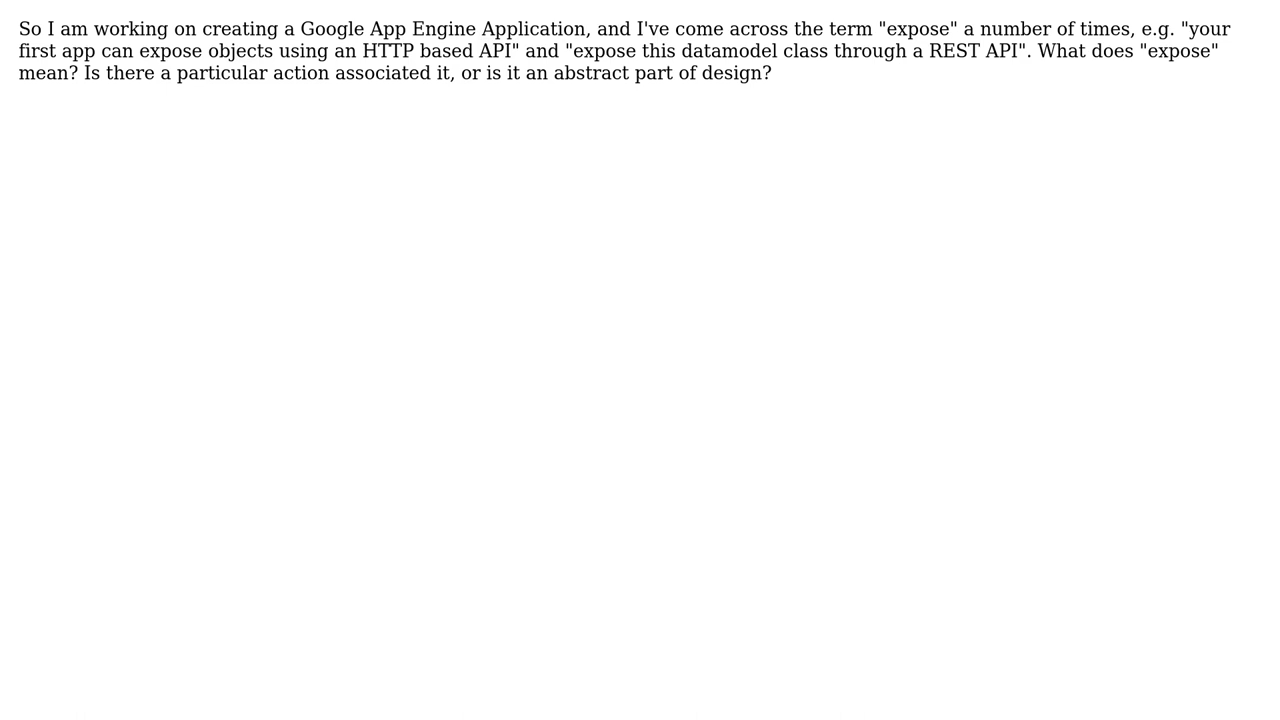 So I am working on creating a Google App Engine Application, and I've come across the term "expose" a number of times, e.g. "your
first app can expose objects using an HTTP based API" and "expose this datamodel class through a REST API". What does "expose"
mean? Is there a particular action associated it, or is it an abstract part of design?